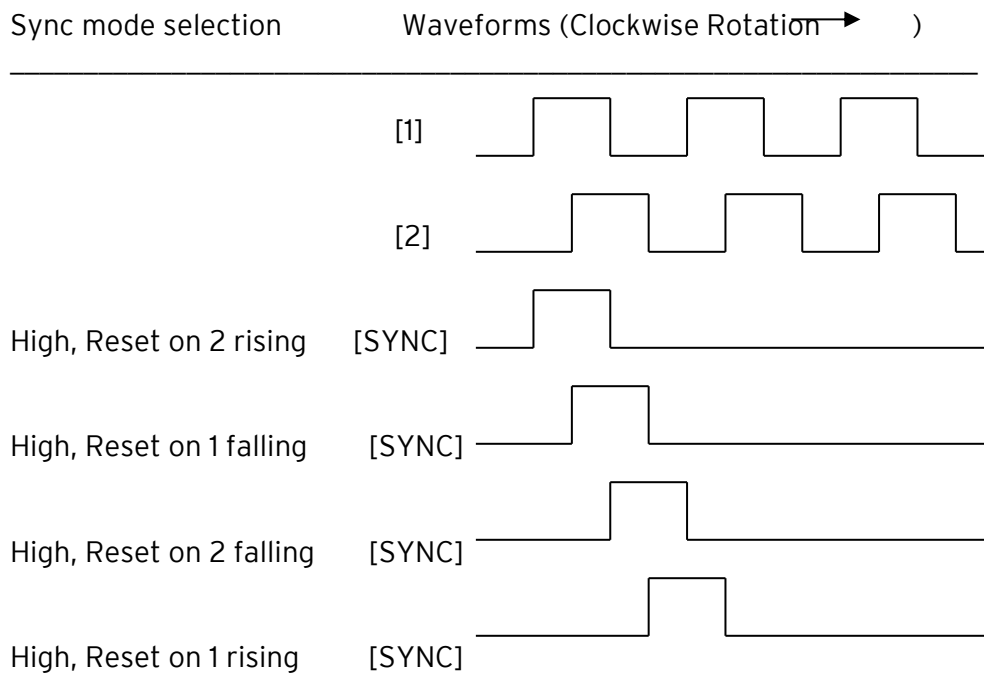 Sync mode selection Waveforms (Clockwise Rotation )
[1]
[2]
High, Reset on 2 rising [SYNC]
High, Reset on 1 falling [SYNC]
High, Reset on 2 falling [SYNC]
High, Reset on 1 rising [SYNC]